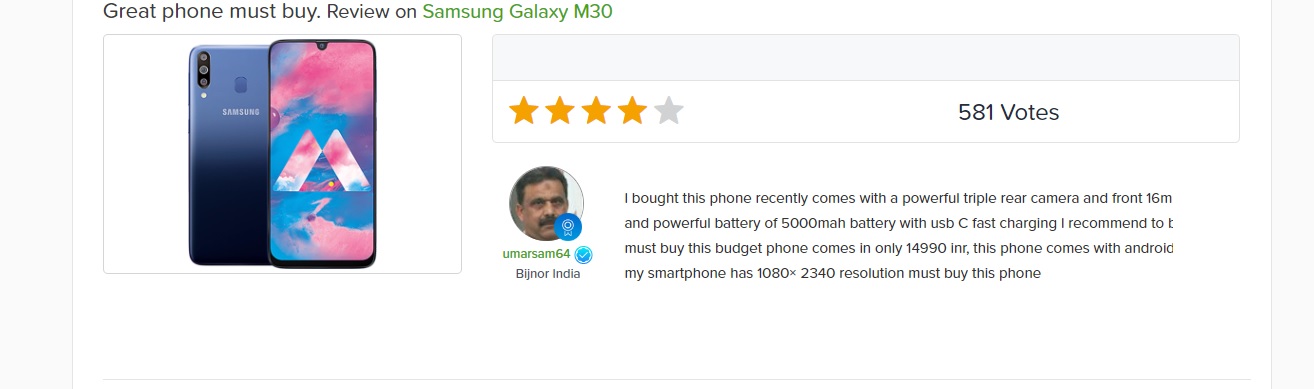 Great phone must buy. Review on Samsung Galaxy M30
SAMSUNG
581 Votes
I bought this phone recently comes with a powerful triple rear camera and front 16m
and powerful battery of 5000mah battery with usb C fast charging I recommend to
must buy this budget phone comes in only 14990 inr, this phone comes with android
my smartphone has 1080× 2340 resolution must buy this phone
umarsam64
Bijnor India